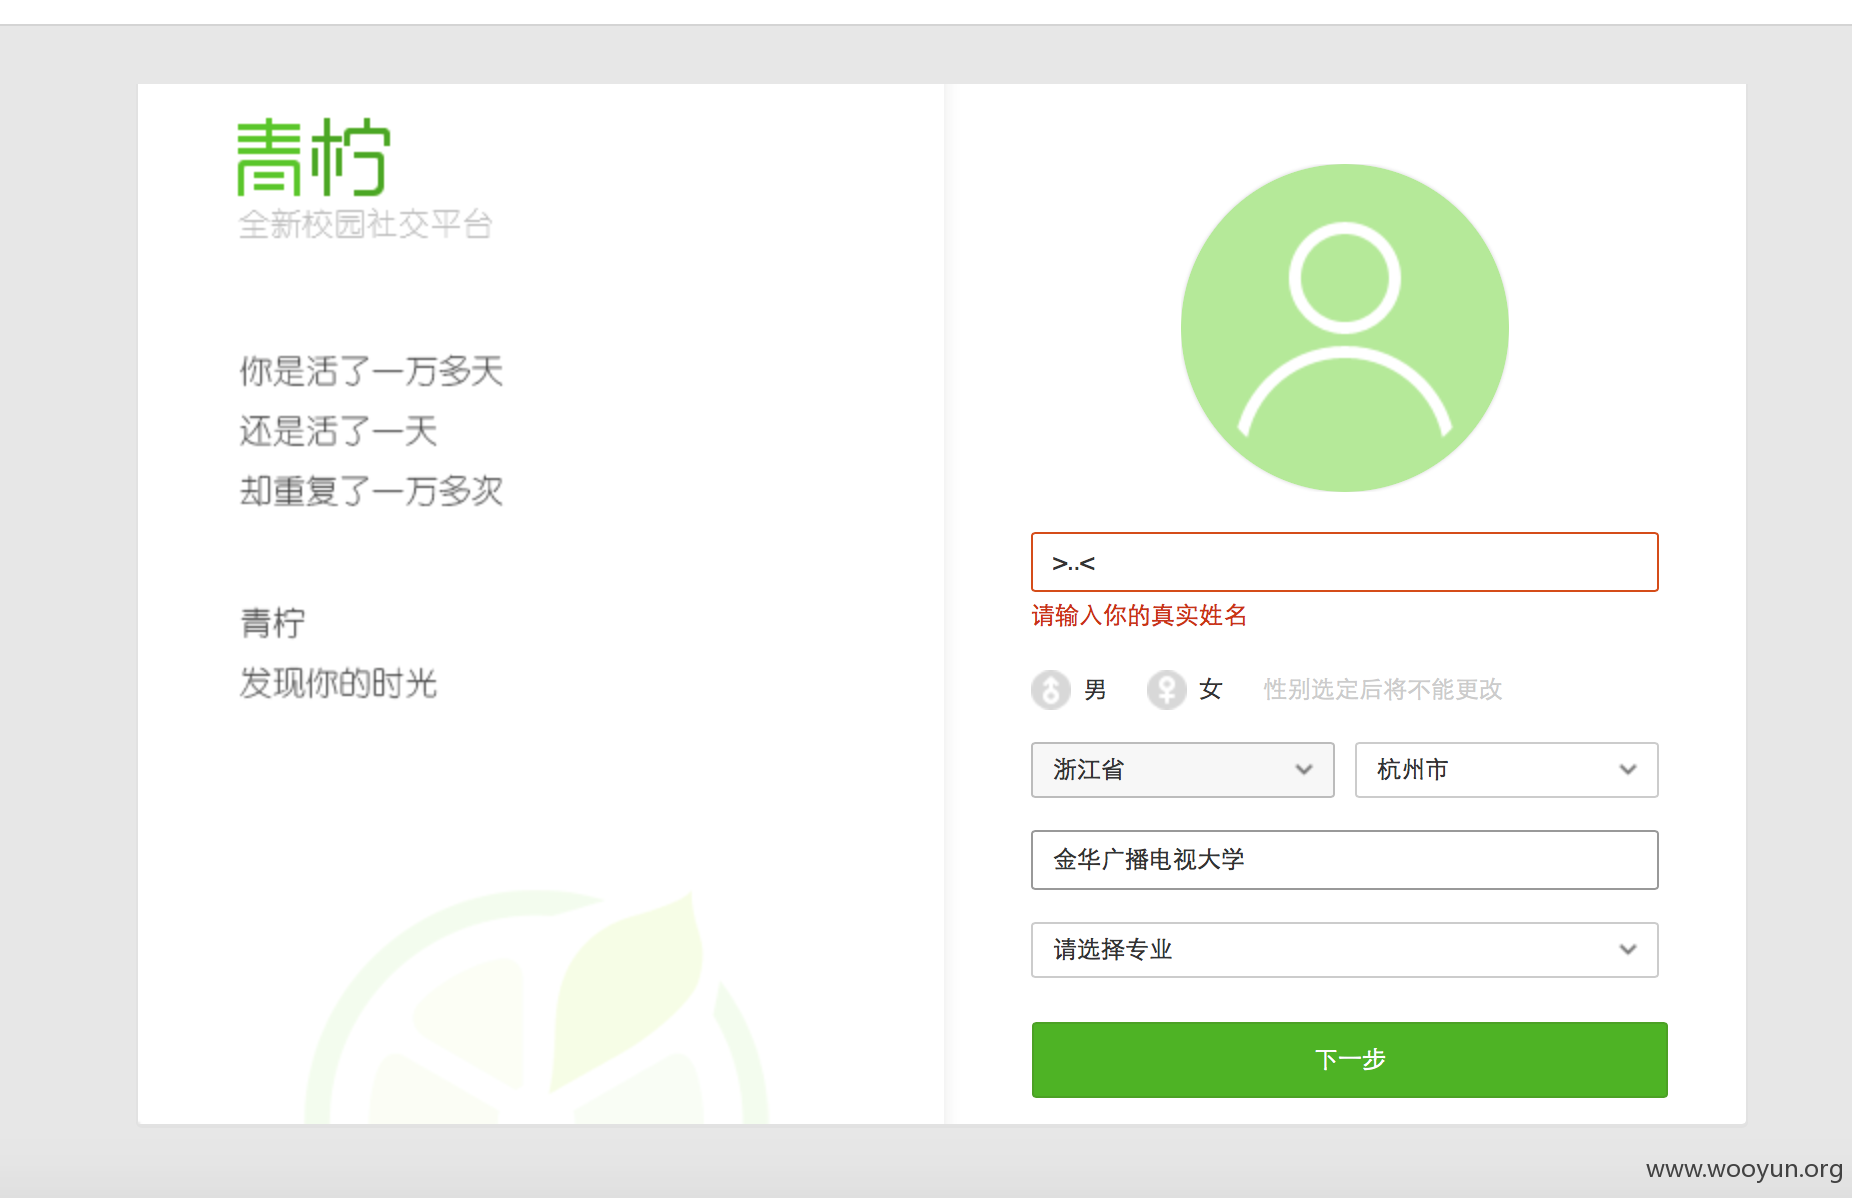 青柠
全新校园社交平台
你是活了一万多天
还是活了一天
却重复了一万多次
青柠
发现你的时光
>..<
请输入你的真实姓名
男 女 性别选定后将不能更改
浙江省 杭州市
金华广播电视大学
请选择专业
下一步
www.wooyun.org